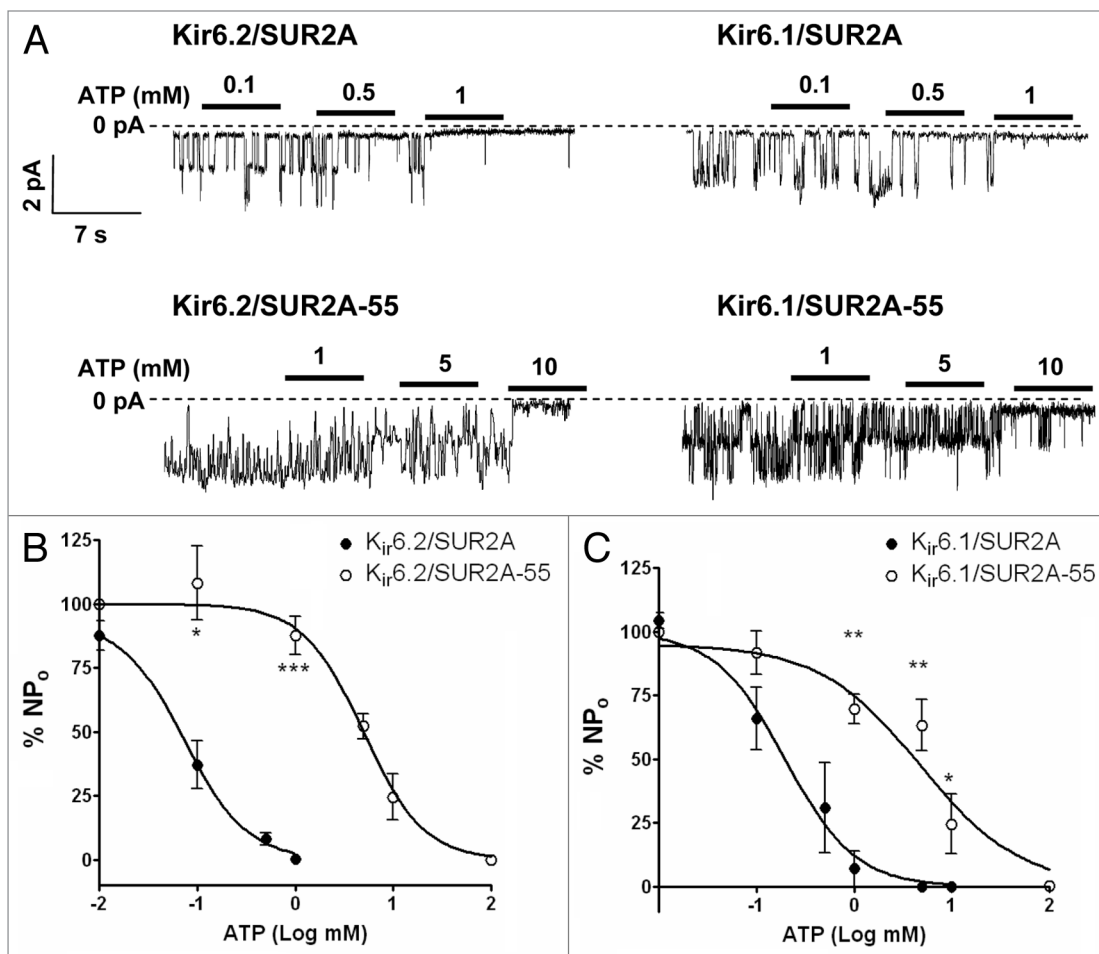 A
Kir6.2/SUR2A
Kir6.1/SUR2A
ATP (mM)
0.1
0.5
1
0.1
0.5
1
0 pA
2 pA
7 s
Kir6.2/SUR2A-55
Kir6.1/SUR2A-55
ATP (mM)
1
5
10
1
5
10
0 pA
B
125
100
75
50
25
0
% NPo
Kir6.2/SUR2A
Kir6.2/SUR2A-55
*
***
-2
-1
0
1
2
ATP (Log mM)
C
125
100
75
50
25
0
% NPo
Kir6.1/SUR2A
Kir6.1/SUR2A-55
**
**
*
-1
0
1
2
ATP (Log mM)